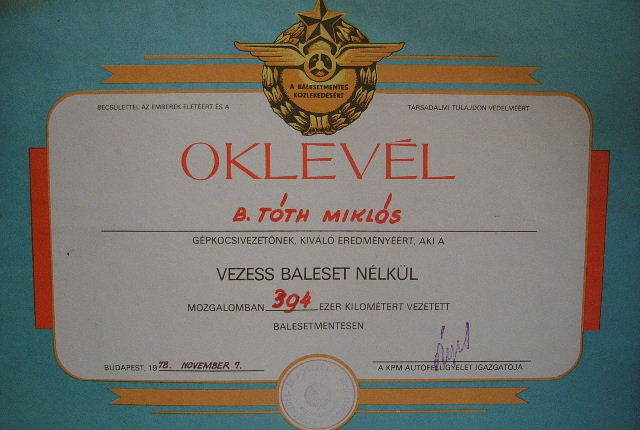 A BALESETMENTES
KÖZLEKEDÉSÉRT
BECSÜLETTEL AZ EMBEREK ÉLETÉÉRT ÉS A TÁRSADALMI TULAJDON VÉDELMÉÉRT
OKLEVÉL
B. TÓTH MIKLÓS
GÉPKOCSIVEZETŐNEK, KIVÁLÓ EREDMÉNYÉÉRT, AKI A
VEZESS BALESET NÉLKÜL
MOZGALOMBAN 394 EZER KILOMÉTERT VEZETETT
BALESETMENTESEN
BUDAPEST, 1978. NOVEMBER 7.
A KPM AUTÓFELÜGYELET IGAZGATÓJA